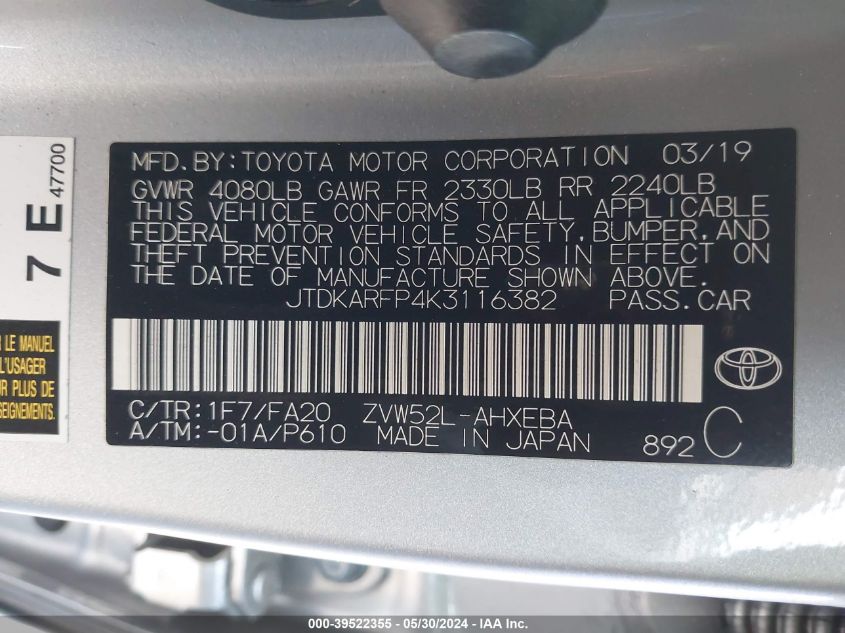 MFD.BY:TOYOTA MOTOR CORPORATION 03/19
GVWR 4080LB GAWR FR 2330LB RR 2240LB
THIS VEHICLE CONFORMS TO ALL APPLICABLE
FEDERAL MOTOR VEHICLE SAFETY,BUMPER,AND
THEFT PREVENTION STANDARDS IN EFFECT ON
THE DATE OF MANUFACTURE SHOWN ABOVE.
JTDKARFP4K3116382 PASS.CAR
C/TR:1F7/FA20 ZVW52L-AHXEBA
A/TM:-01A/P610 MADE IN JAPAN 892 C
7 E 47700
LE MANUEL
L'USAGER
PLUS DE
SEIGNEMENTS.
000-39522355 - 05/30/2024 - IAA Inc.